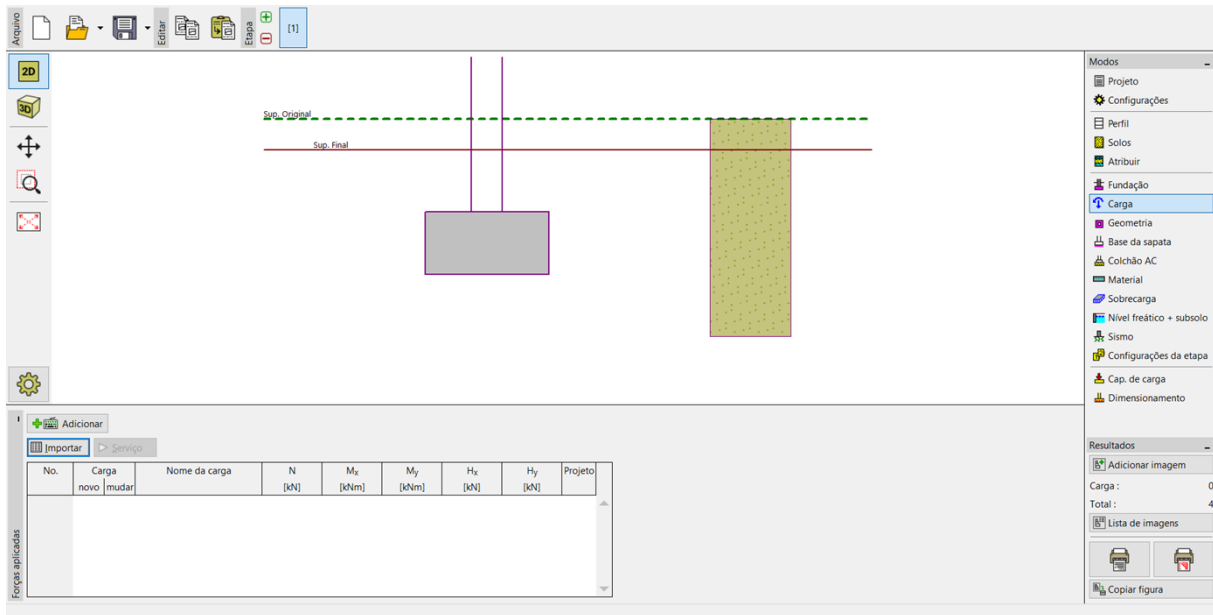 Arquivo
Editar
Etapa
[1]
2D
3D
Sup. Original
Sup. Final
Modos
Projeto
Configurações
Perfil
Solos
Atribuir
Fundação
Carga
Geometria
Base da sapata
Colchão AC
Material
Sobrecarga
Nível freático + subsolo
Sismo
Configurações da etapa
Cap. de carga
Dimensionamento
Resultados
Adicionar imagem
Carga : 0
Total : 4
Lista de imagens
Copiar figura
Forças aplicadas
Adicionar
Importar Serviço
No. Carga Nome da carga N Mx My Hx Hy Projeto
novo mudar [kN] [kNm] [kNm] [kN] [kN]